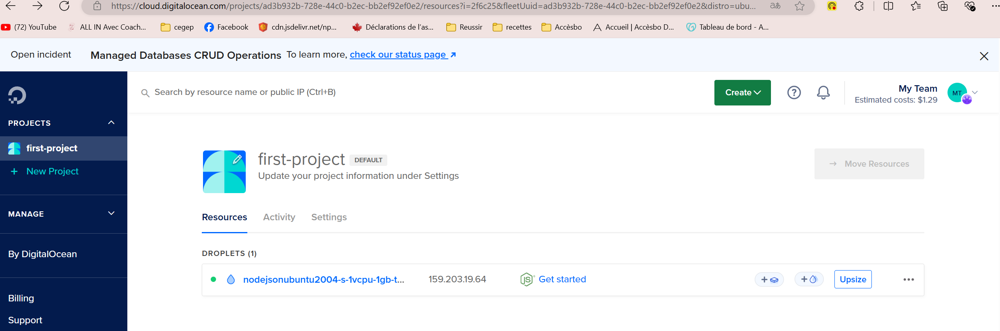 https://cloud.digitalocean.com/projects/ad3b932b-728e-44c0-b2ec-bb2ef92ef0e2/resources?i=2f6c25&fleetUuid=ad3b932b-728e-44c0-b2ec-bb2ef92ef0e2&distro=ubu... あぁ
(72) YouTube ALL IN Avec Coach... cegep Facebook cdn.jsdelivr.net/np... Déclarations de l'as... Reussir recettes Accèsbo Accueil | Accèsbo D... Tableau de bord - A...
Open incident Managed Databases CRUD Operations To learn more, check our status page
Search by resource name or public IP (Ctrl+B)
Create
My Team
Estimated costs: $1.29
MT
PROJECTS
first-project
+ New Project
MANAGE
By DigitalOcean
Billing
Support
first-project DEFAULT
Update your project information under Settings
→ Move Resources
Resources Activity Settings
DROPLETS (1)
nodejsonubuntu2004-s-1vcpu-1gb-t... 159.203.19.64 JS Get started + + Upsize ...